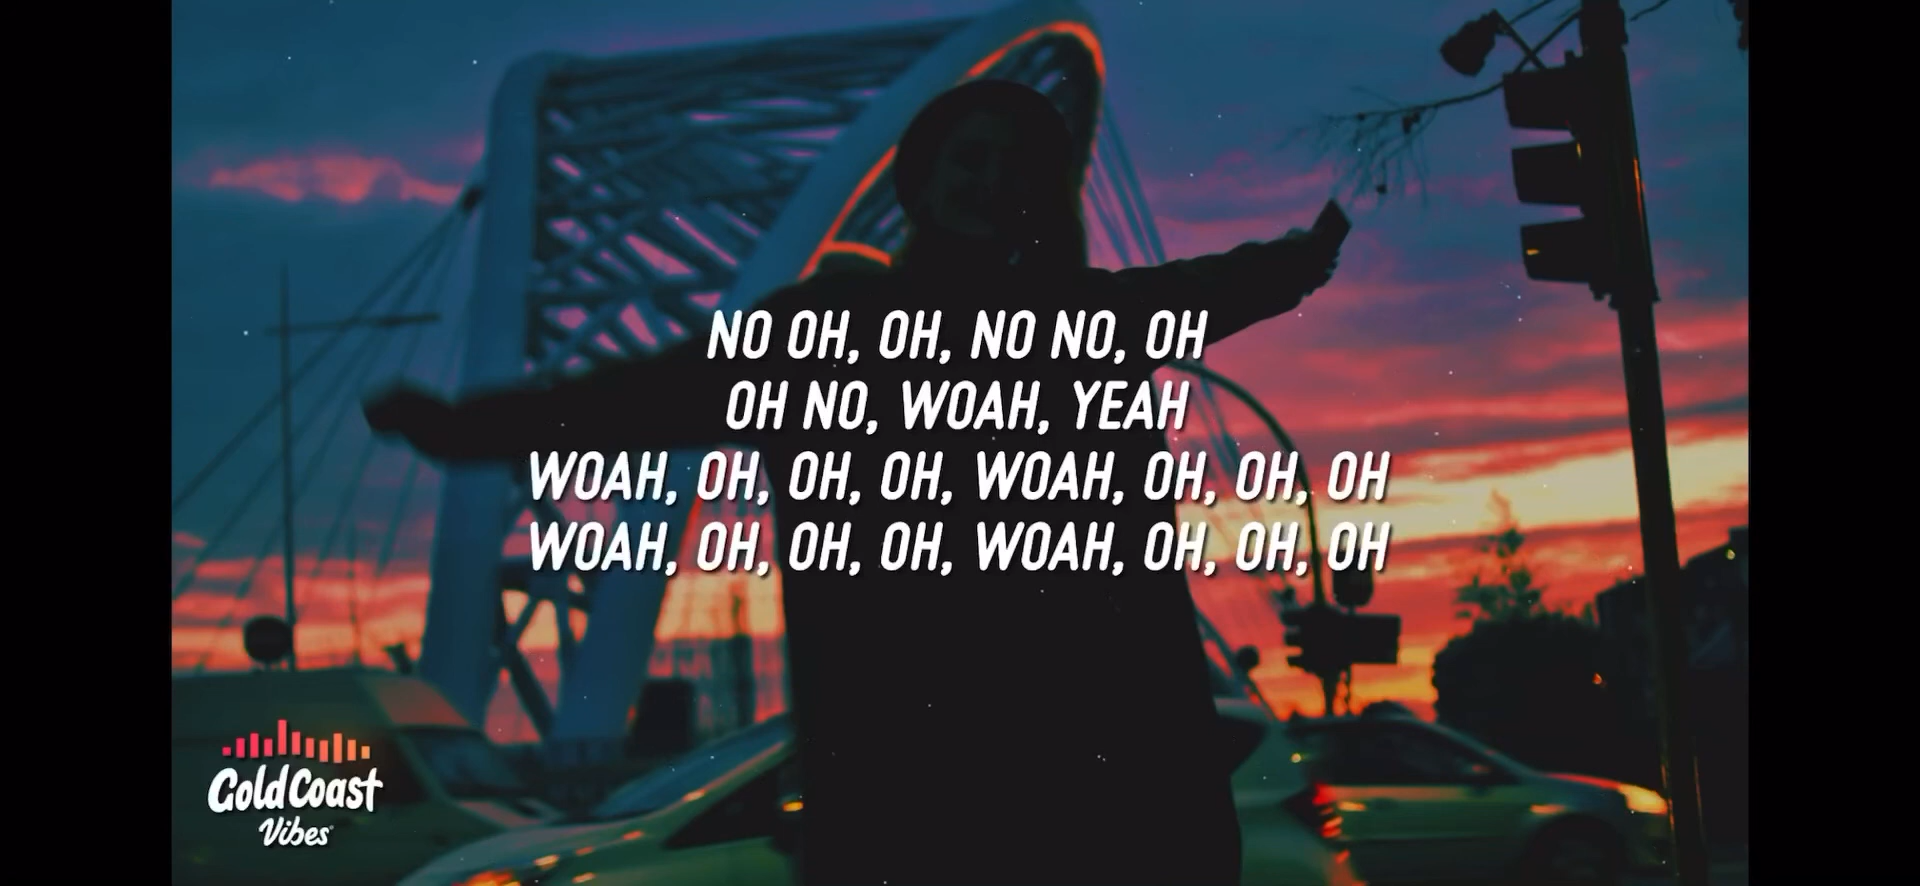 NO OH, OH, NO NO, OH
OH NO, WOAH, YEAH
WOAH, OH, OH, OH, WOAH, OH, OH, OH
WOAH, OH, OH, OH, WOAH, OH, OH, OH
Gold Coast
Vibes